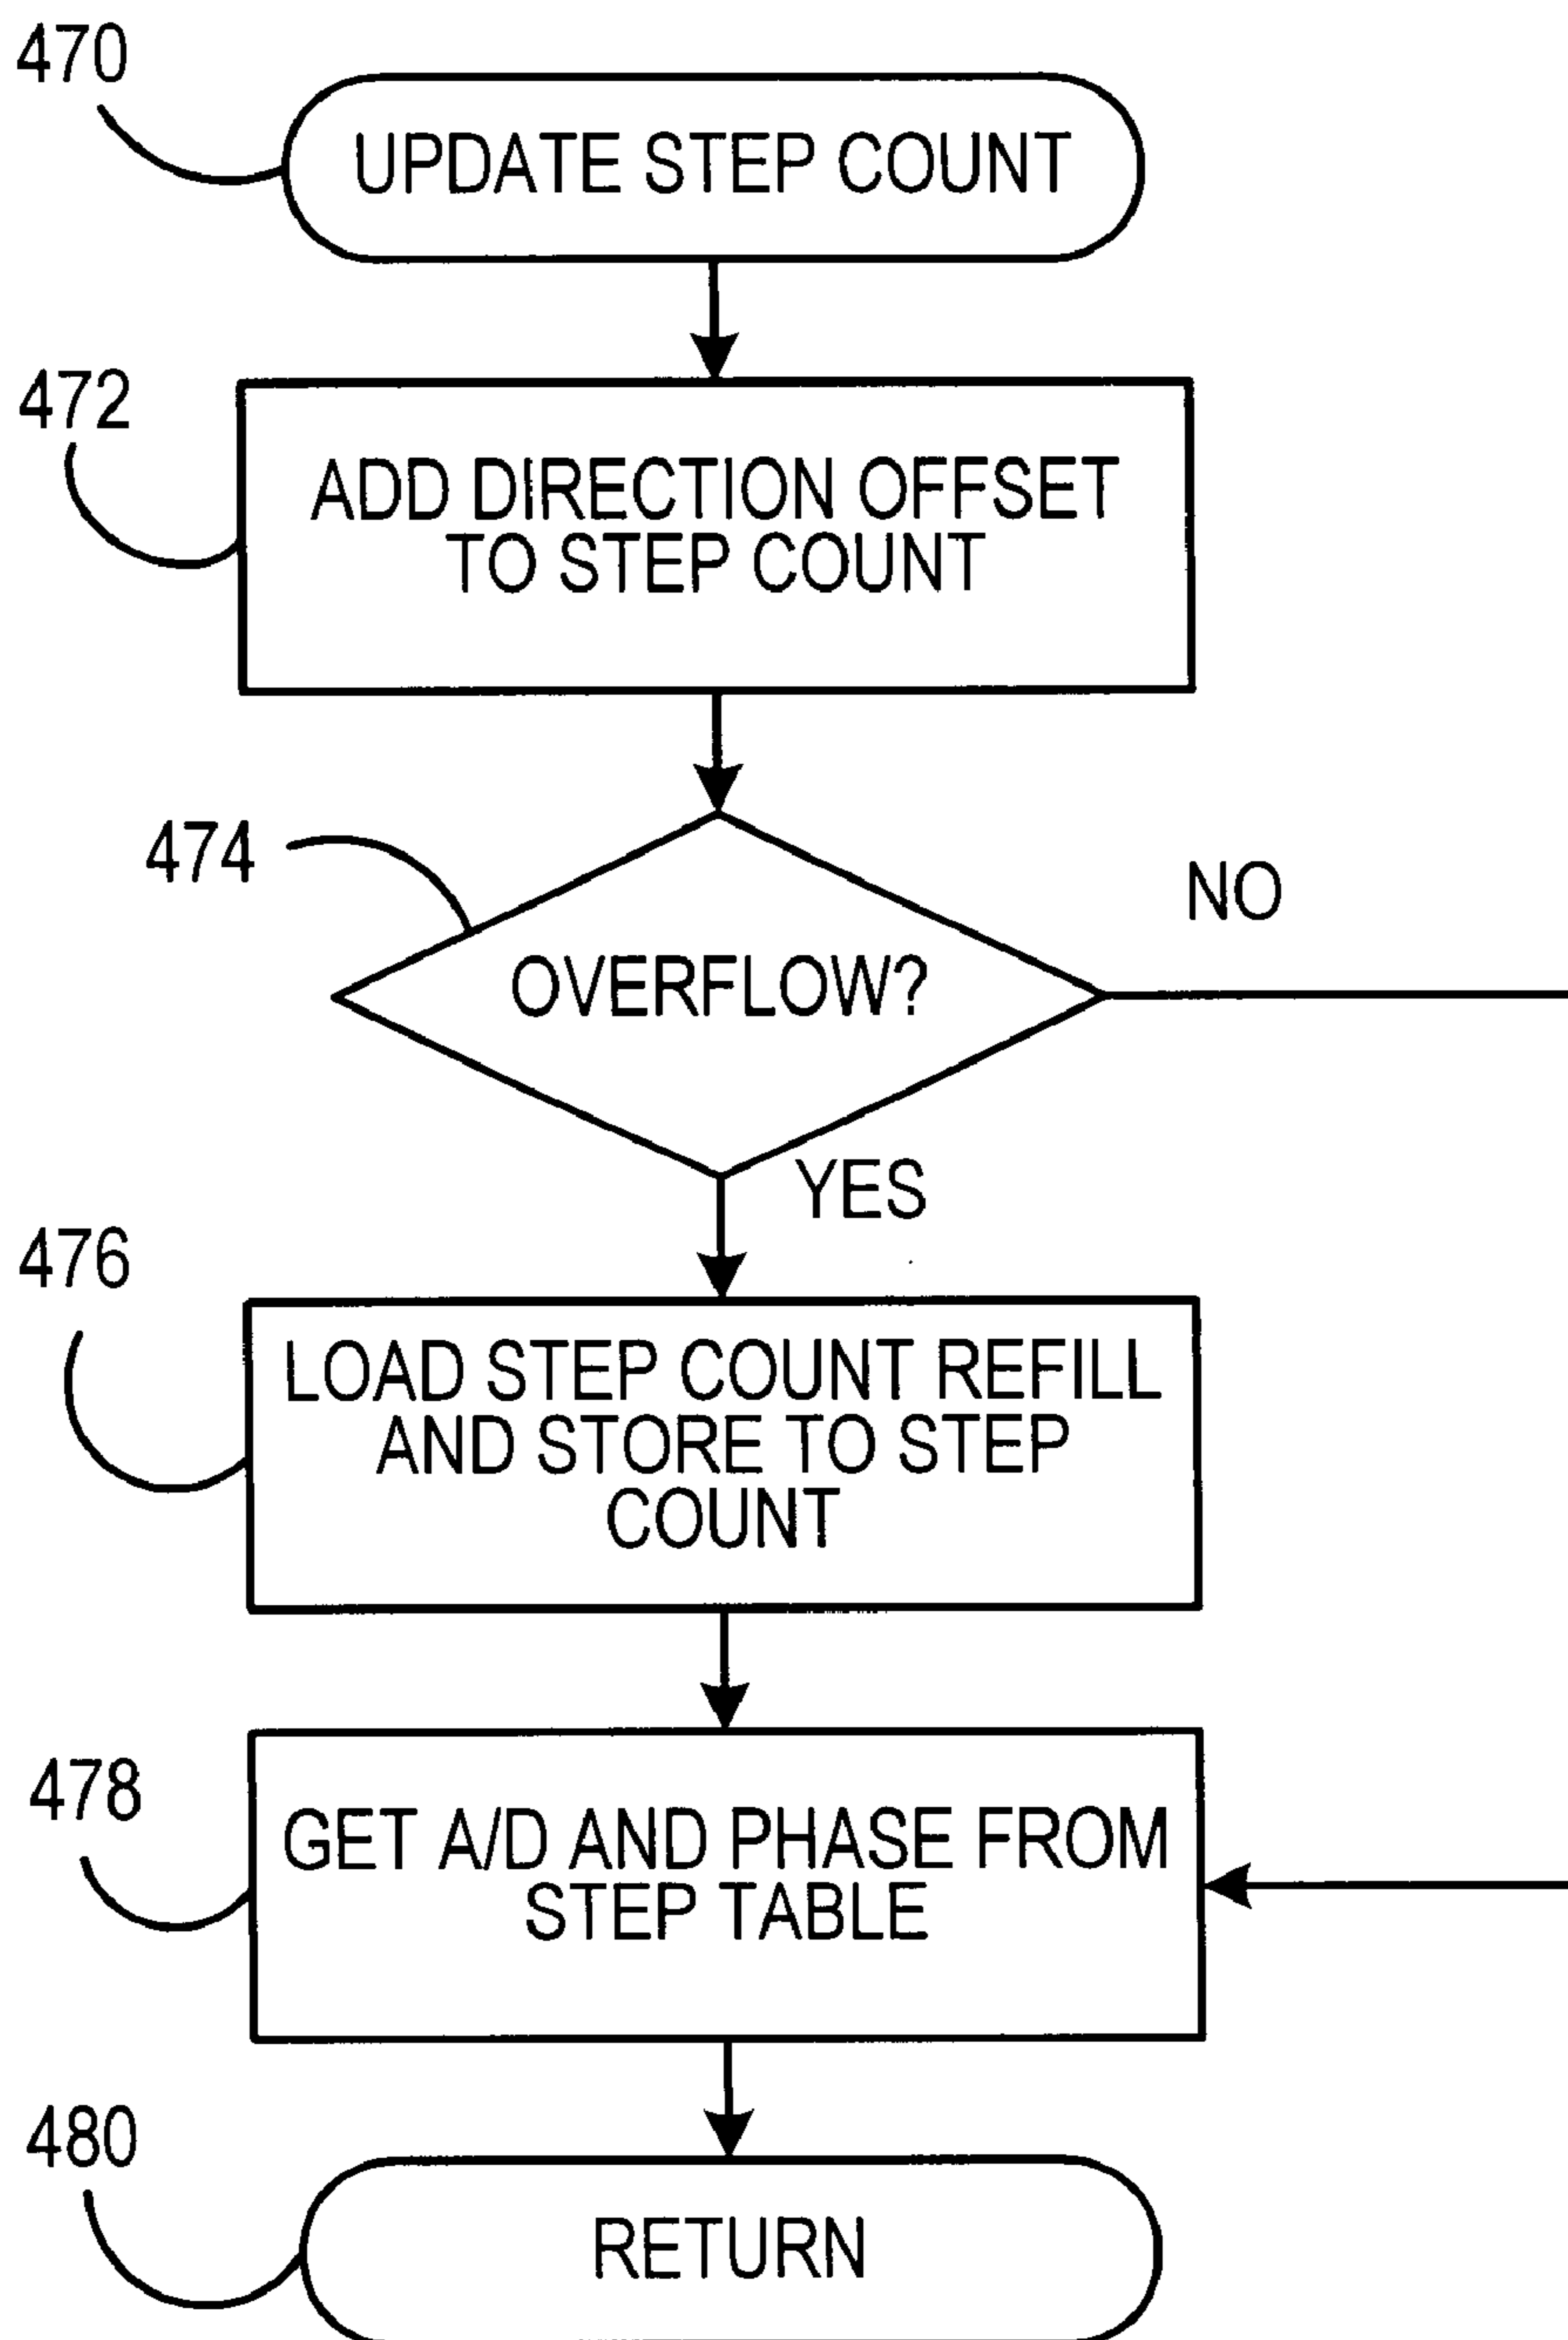 470
UPDATE STEP COUNT
472
ADD DIRECTION OFFSET
TO STEP COUNT
474
NO
OVERFLOW?
YES
476
LOAD STEP COUNT REFILL
AND STORE TO STEP
COUNT
478
GET A/D AND PHASE FROM
STEP TABLE
480
RETURN